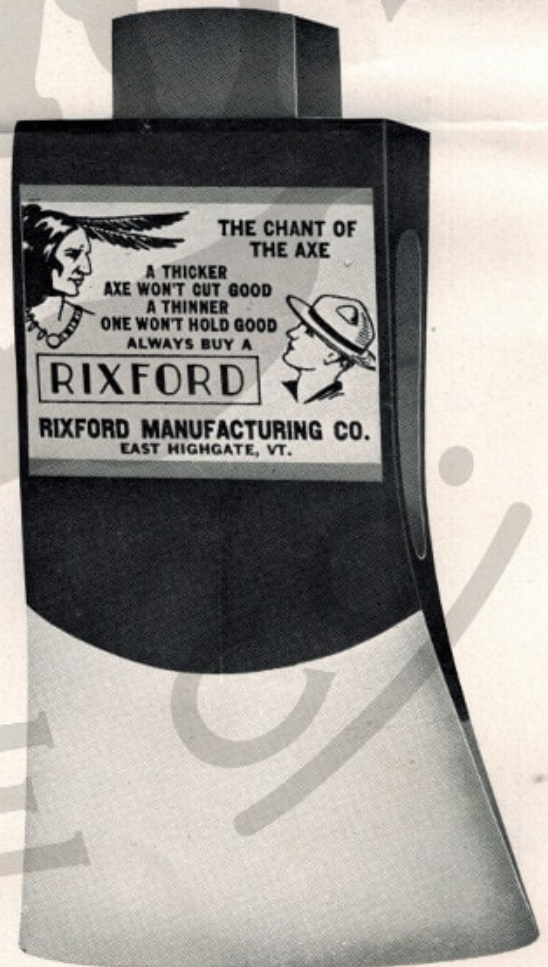 THE CHANT OF
THE AXE
A THICKER
AXE WON'T CUT GOOD
A THINNER
ONE WON'T HOLD GOOD
ALWAYS BUY A
RIXFORD
RIXFORD MANUFACTURING CO.
EAST HIGHGATE, VT.